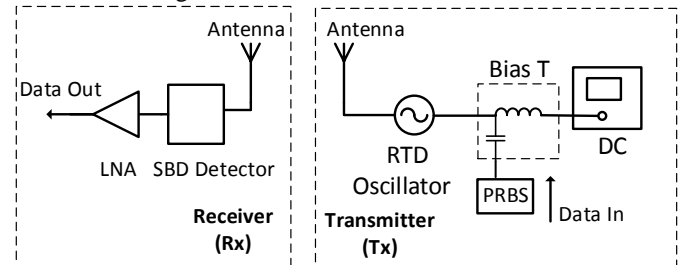 Antenna
Data Out
LNA
SBD Detector
Receiver
(Rx)
Antenna
Bias T
DC
RTD
Oscillator
PRBS
Data In
Transmitter
(Tx)